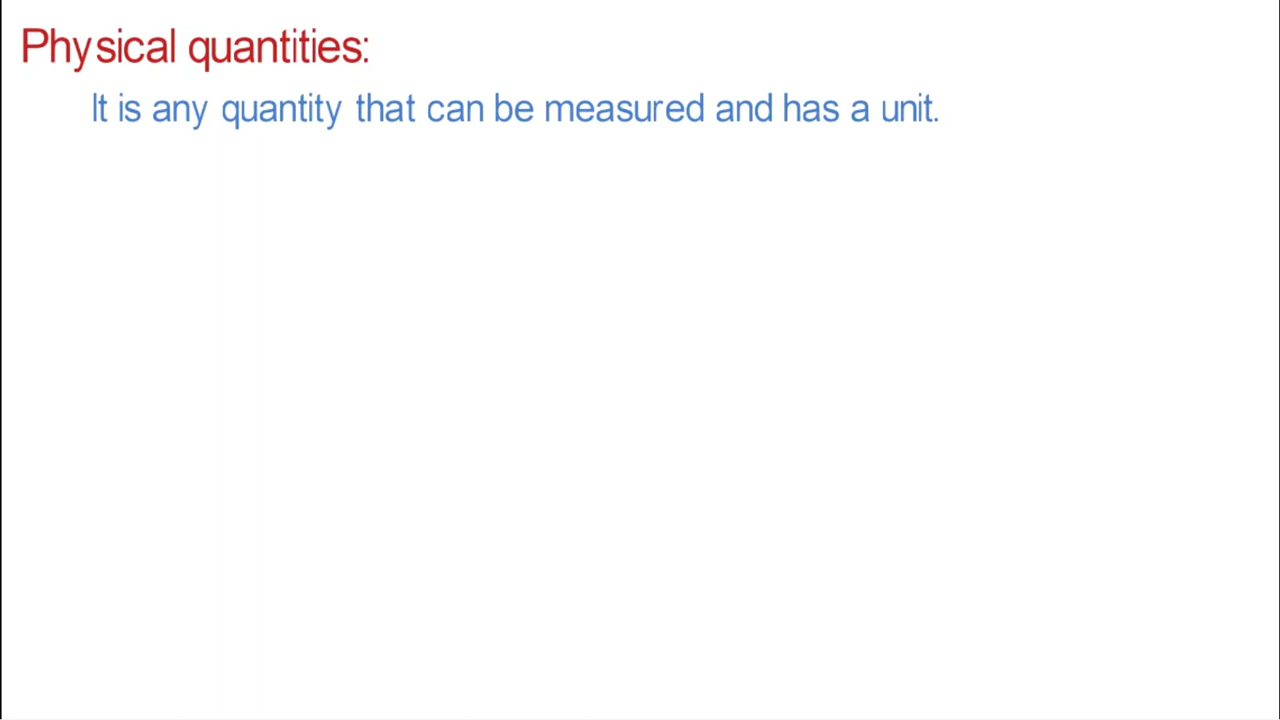 Physical quantities:
It is any quantity that can be measured and has a unit.